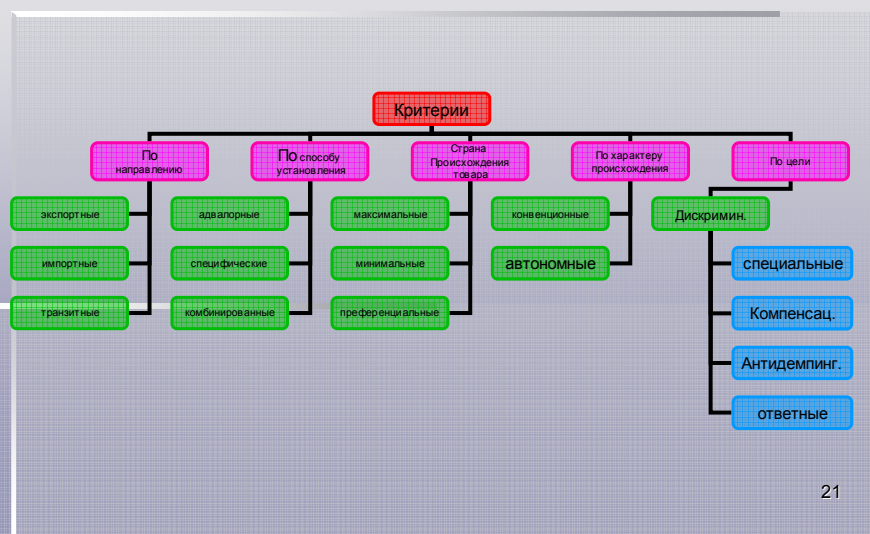 Критерии
По
направлению
По способу
установления
Страна
Происхождения
товара
По характеру
происхождения
По цели
экспортные
адвалорные
максимальные
конвенционные
Дискримин.
импортные
специфические
минимальные
автономные
специальные
транзитные
комбинированные
преференциальные
Компенсац.
Антидемпинг.
ответные
21